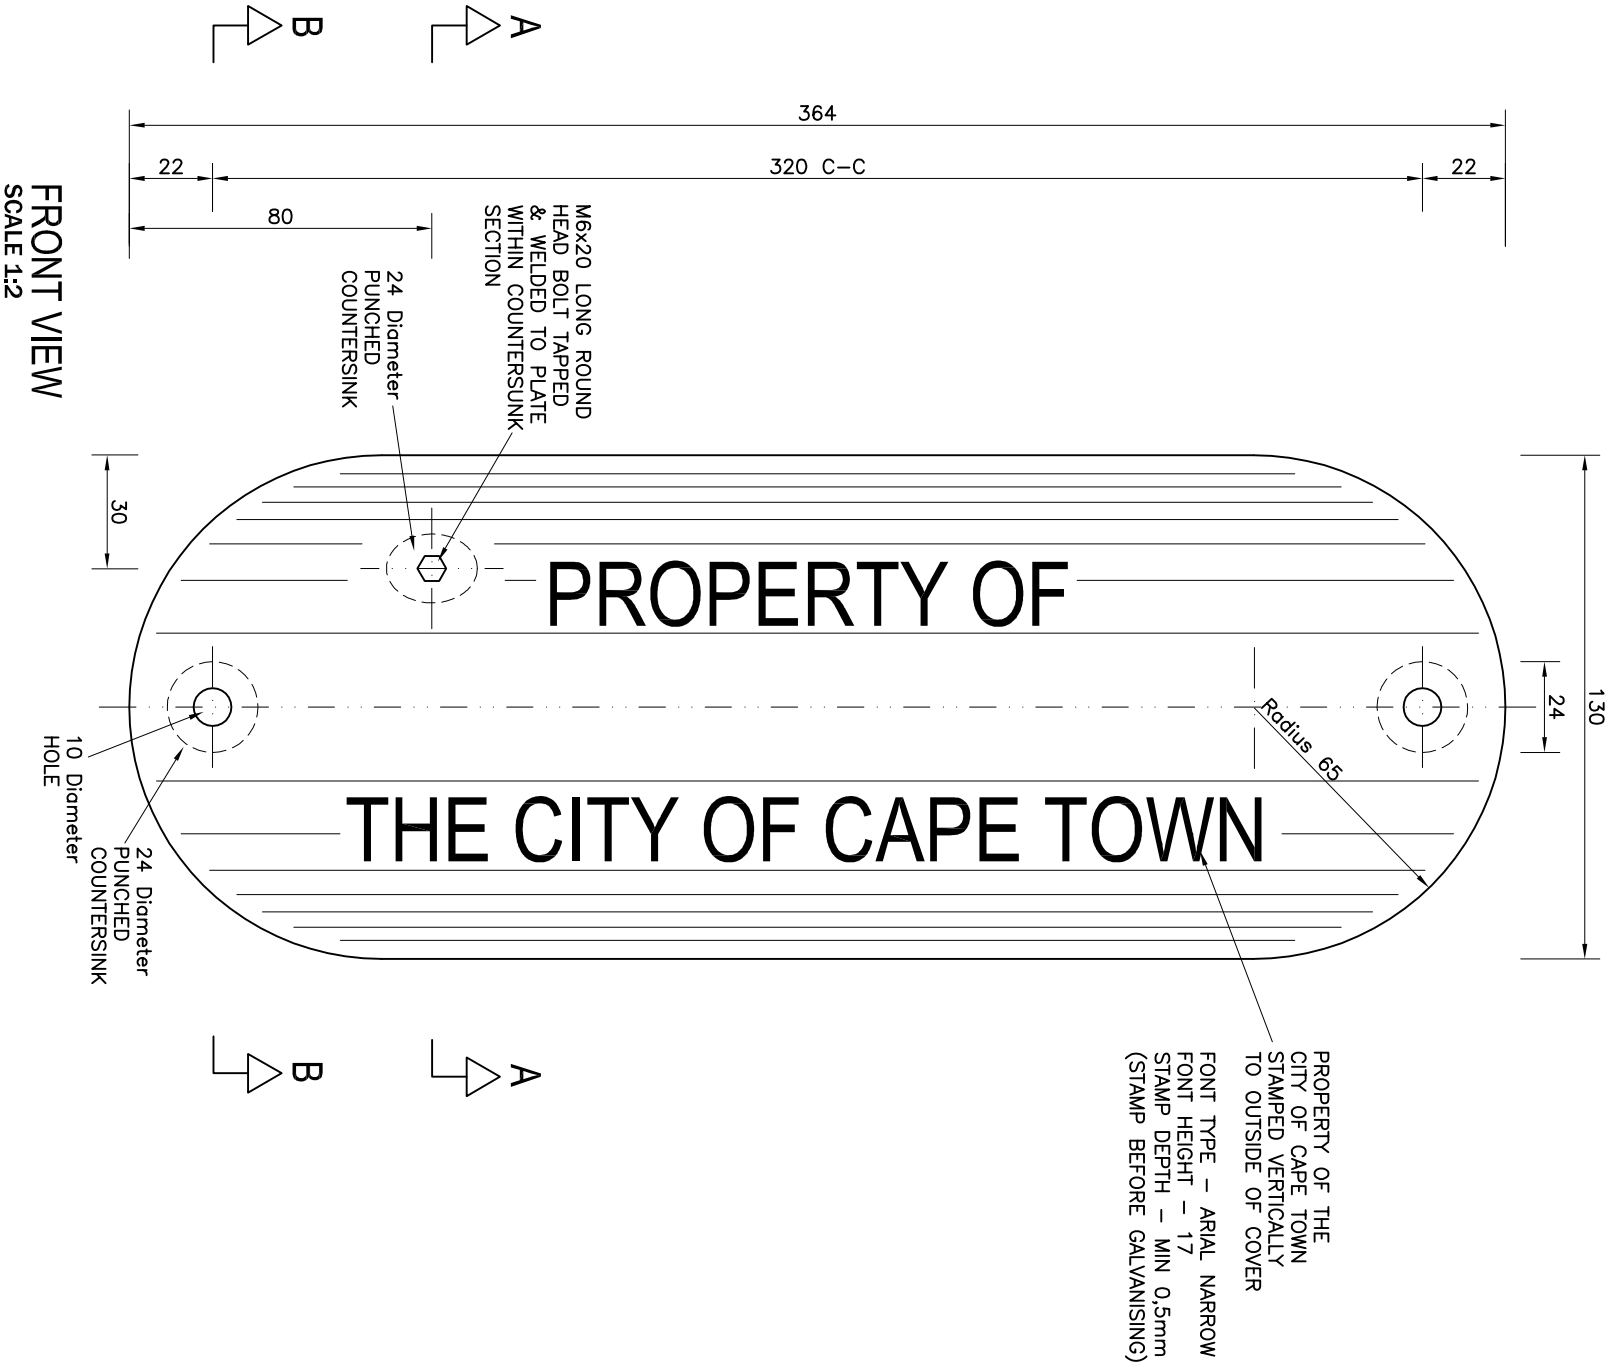 B
A
364
22
320 C-C
22
80
FRONT VIEW
SCALE 1:2
M6x20 LONG ROUND
HEAD BOLT TAPPED
& WELDED TO PLATE
WITHIN COUNTERSUNK
SECTION
24 Diameter
PUNCHED
COUNTERSINK
30
130
24
PROPERTY OF
Radius 65
THE CITY OF CAPE TOWN
10 Diameter
HOLE
24 Diameter
PUNCHED
COUNTERSINK
B
A
PROPERTY OF THE
CITY OF CAPE TOWN
STAMPED VERTICALLY
TO OUTSIDE OF COVER
FONT TYPE - ARIAL NARROW
FONT HEIGHT - 17
STAMP DEPTH - MIN 0,5mm
(STAMP BEFORE GALVANISING)